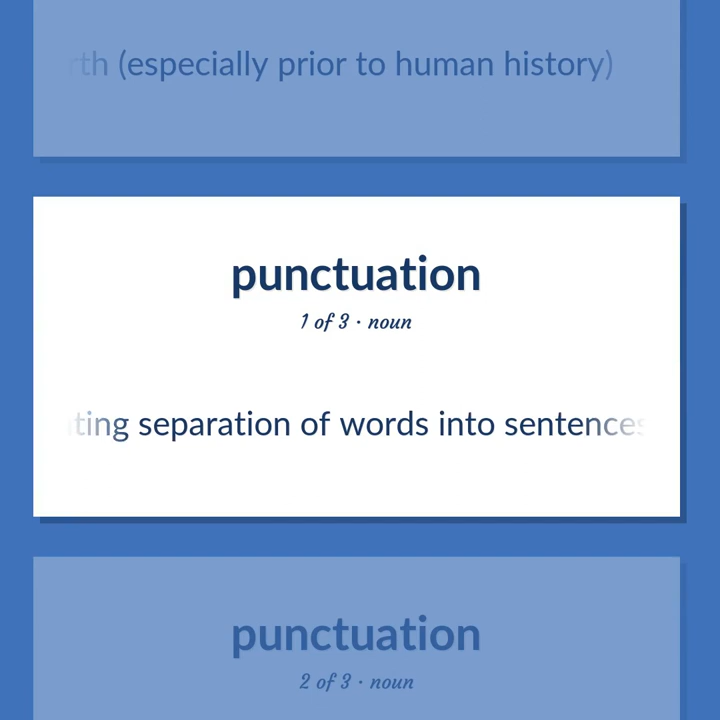 (especially prior to human history)
punctuation
1 of 3 · noun
separation of words into sentences
punctuation
2 of 3 · noun